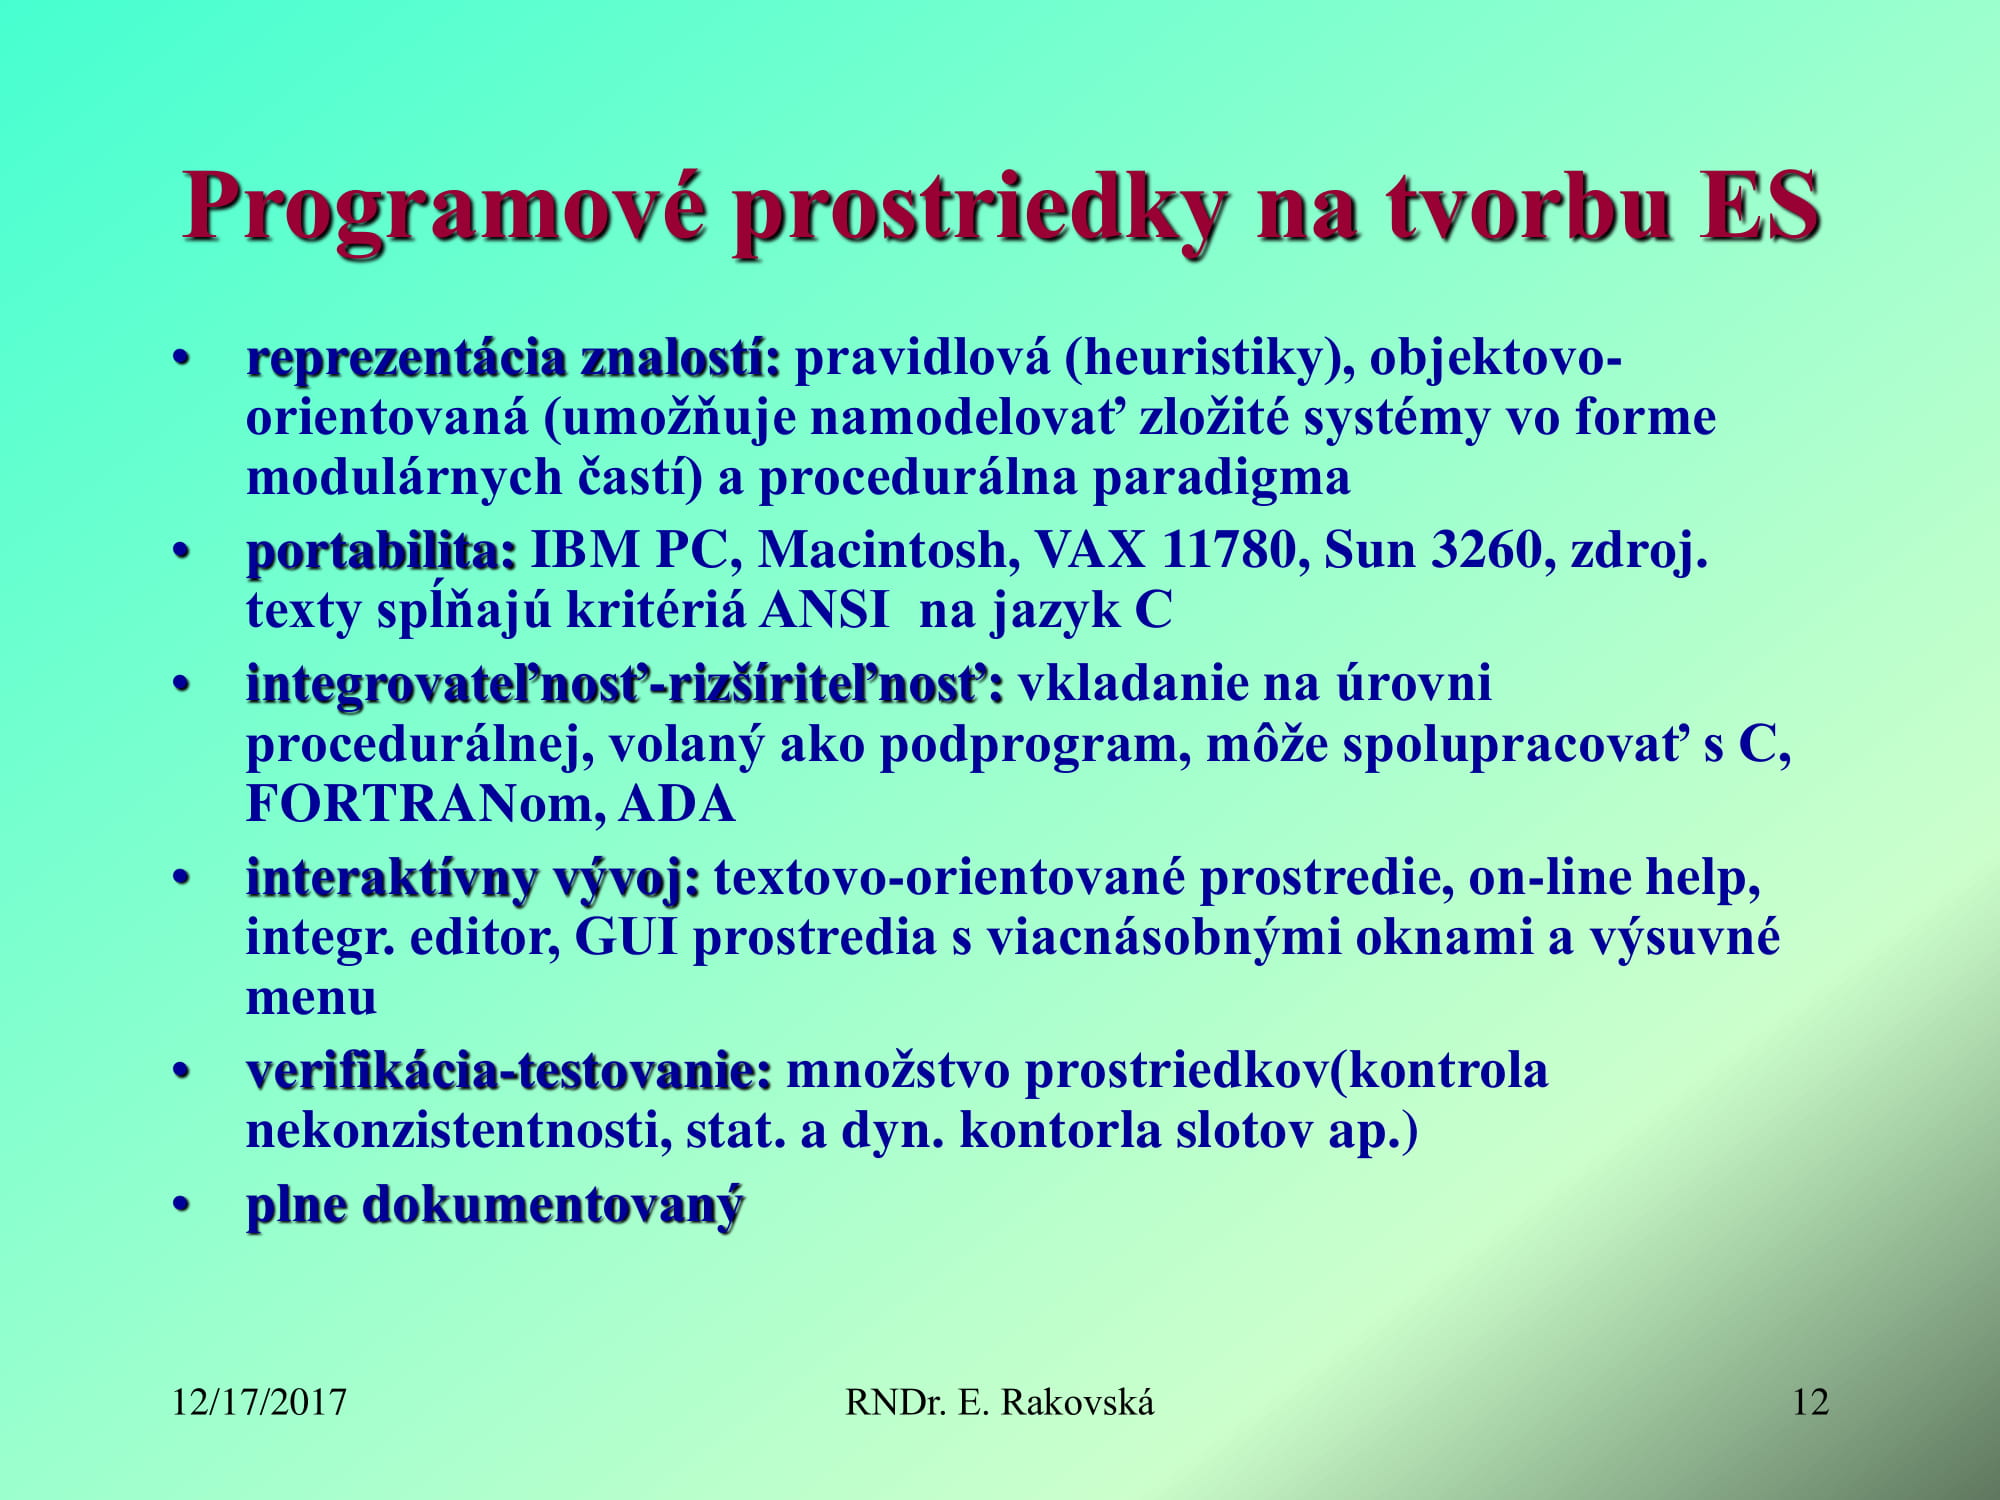 Programové prostriedky na tvorbu ES
• reprezentácia znalostí: pravidlová (heuristiky), objektovo-
orientovaná (umožňuje namodelovať zložité systémy vo forme
modulárnych častí) a procedurálna paradigma
• portabilita: IBM PC, Macintosh, VAX 11780, Sun 3260, zdroj.
texty spĺňajú kritériá ANSI  na jazyk C
• integrovateľnosť-rizšíriteľnosť: vkladanie na úrovni
procedurálnej, volaný ako podprogram, môže spolupracovať s C,
FORTRANom, ADA
• interaktívny vývoj: textovo-orientované prostredie, on-line help,
integr. editor, GUI prostredia s viacnásobnými oknami a výsuvné
menu
• verifikácia-testovanie: množstvo prostriedkov(kontrola
nekonzistentnosti, stat. a dyn. kontorla slotov ap.)
• plne dokumentovaný
12/17/2017
RNDr. E. Rakovská
12